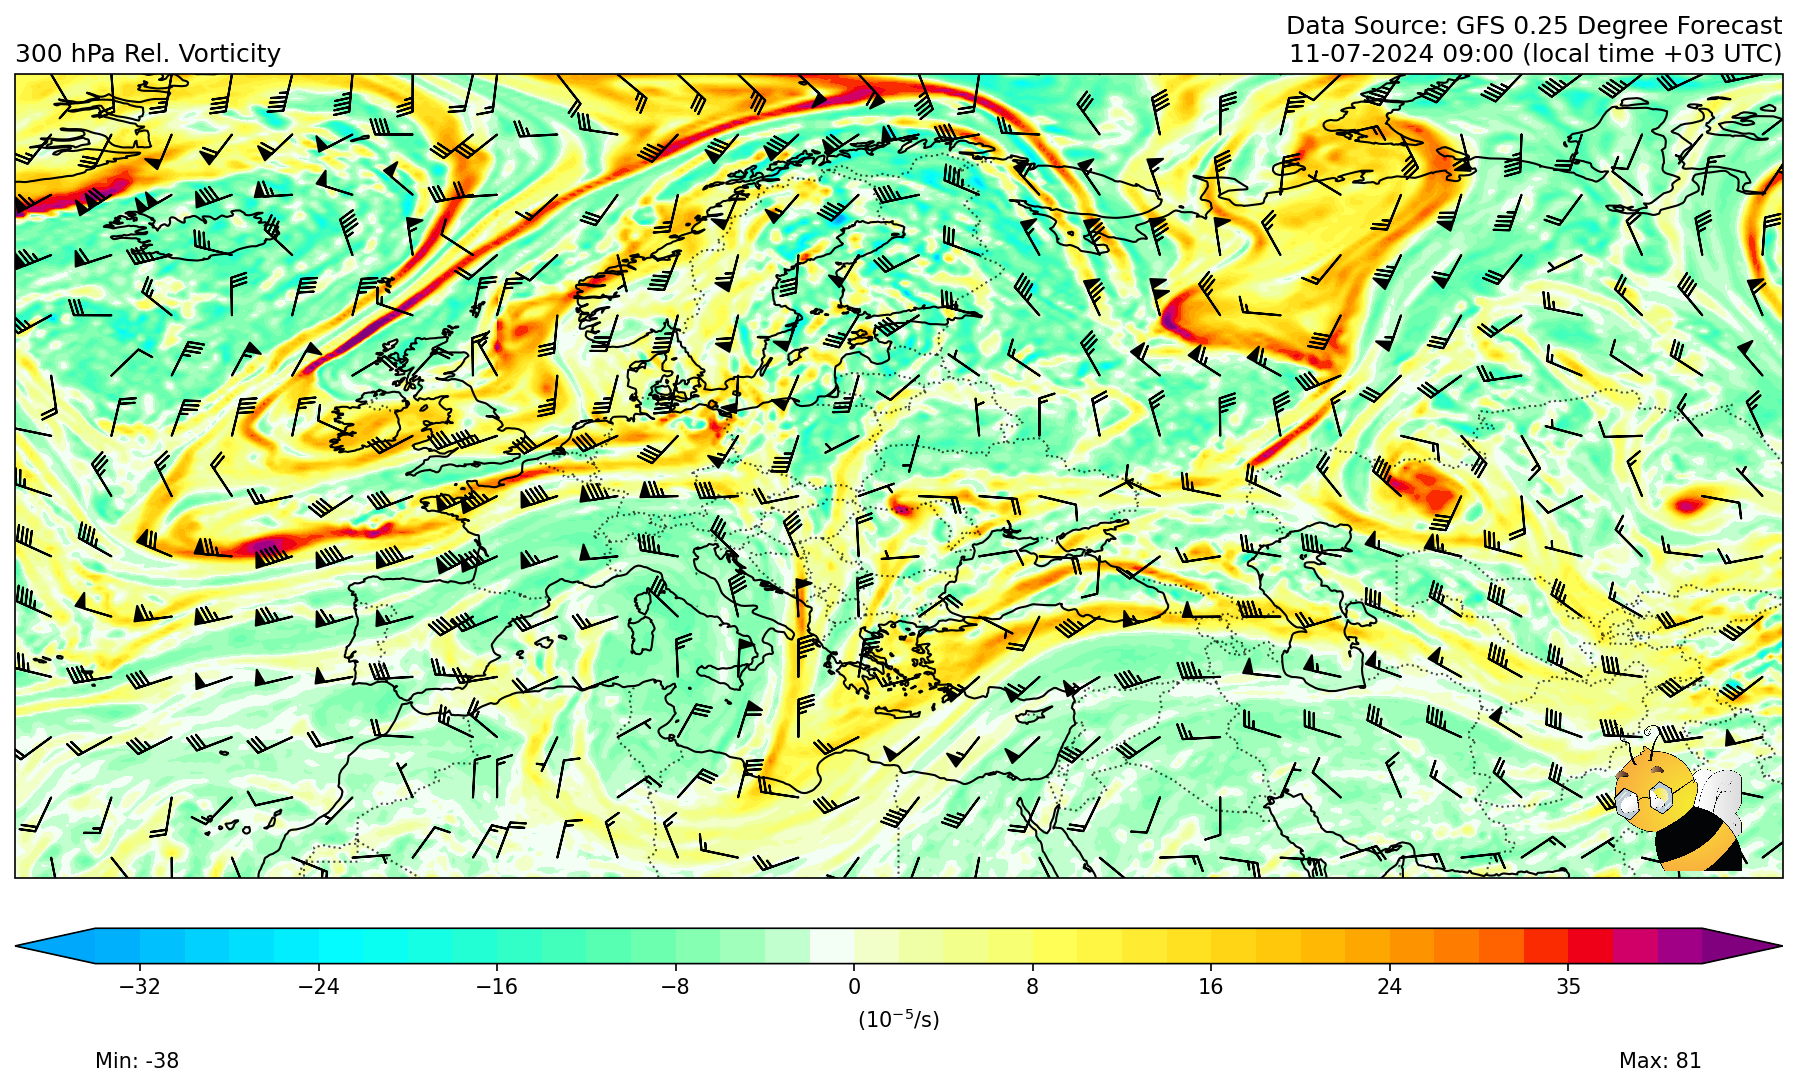 Data Source: GFS 0.25 Degree Forecast
300 hPa Rel. Vorticity
11-07-2024 09:00 (local time +03 UTC)
−32 −24 −16 −8 0 8 16 24 35
(10⁻⁵/s)
Min: -38
Max: 81